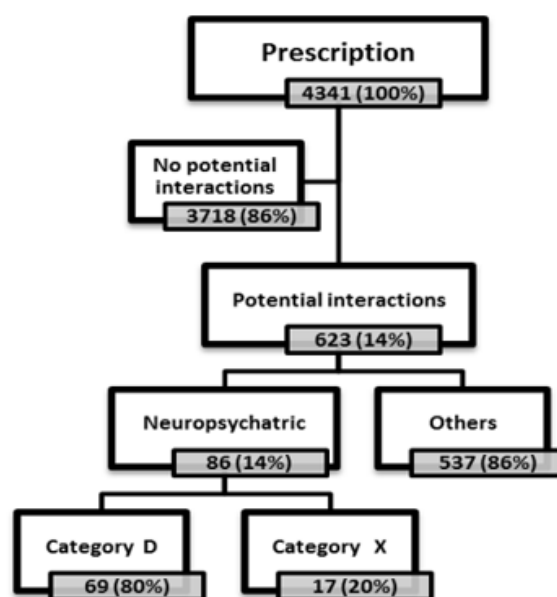 Prescription
4341 (100%)
No potential
interactions
3718 (86%)
Potential interactions
623 (14%)
Neuropsychatric
86 (14%)
Others
537 (86%)
Category D
69 (80%)
Category X
17 (20%)